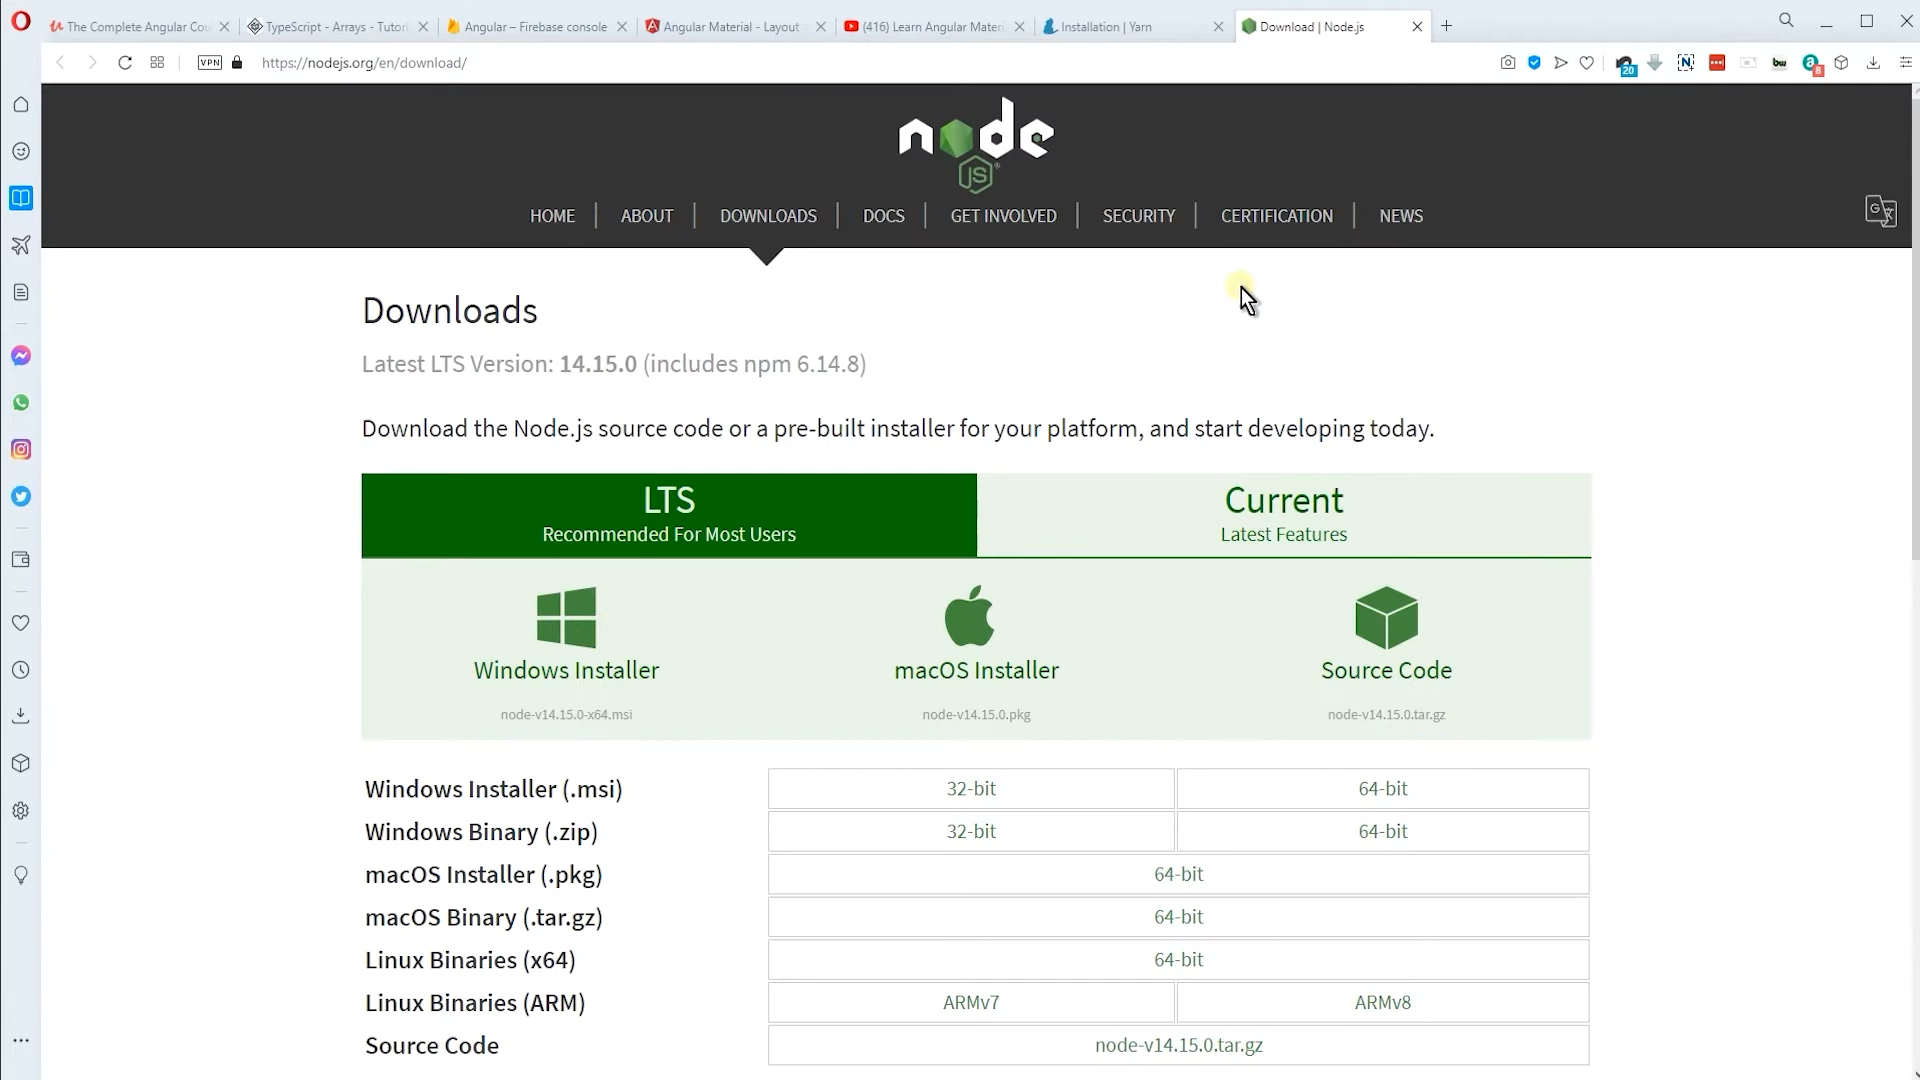 The Complete Angular Cou
TypeScript - Arrays - Tutori
Angular – Firebase console
Angular Material - Layout >
(416) Learn Angular Materi
Installation | Yarn
Download | Node.js
VPN
https://nodejs.org/en/download/
20
N
bw
a
8
node
JS
HOME
ABOUT
DOWNLOADS
DOCS
GET INVOLVED
SECURITY
CERTIFICATION
NEWS
Downloads
Latest LTS Version: 14.15.0 (includes npm 6.14.8)
Download the Node.js source code or a pre-built installer for your platform, and start developing today.
LTS
Recommended For Most Users
Current
Latest Features
Windows Installer
node-v14.15.0-x64.msi
macOS Installer
node-v14.15.0.pkg
Source Code
node-v14.15.0.tar.gz
Windows Installer (.msi) 32-bit 64-bit
Windows Binary (.zip) 32-bit 64-bit
macOS Installer (.pkg) 64-bit
macOS Binary (.tar.gz) 64-bit
Linux Binaries (x64) 64-bit
Linux Binaries (ARM) ARMv7 ARMv8
Source Code node-v14.15.0.tar.gz